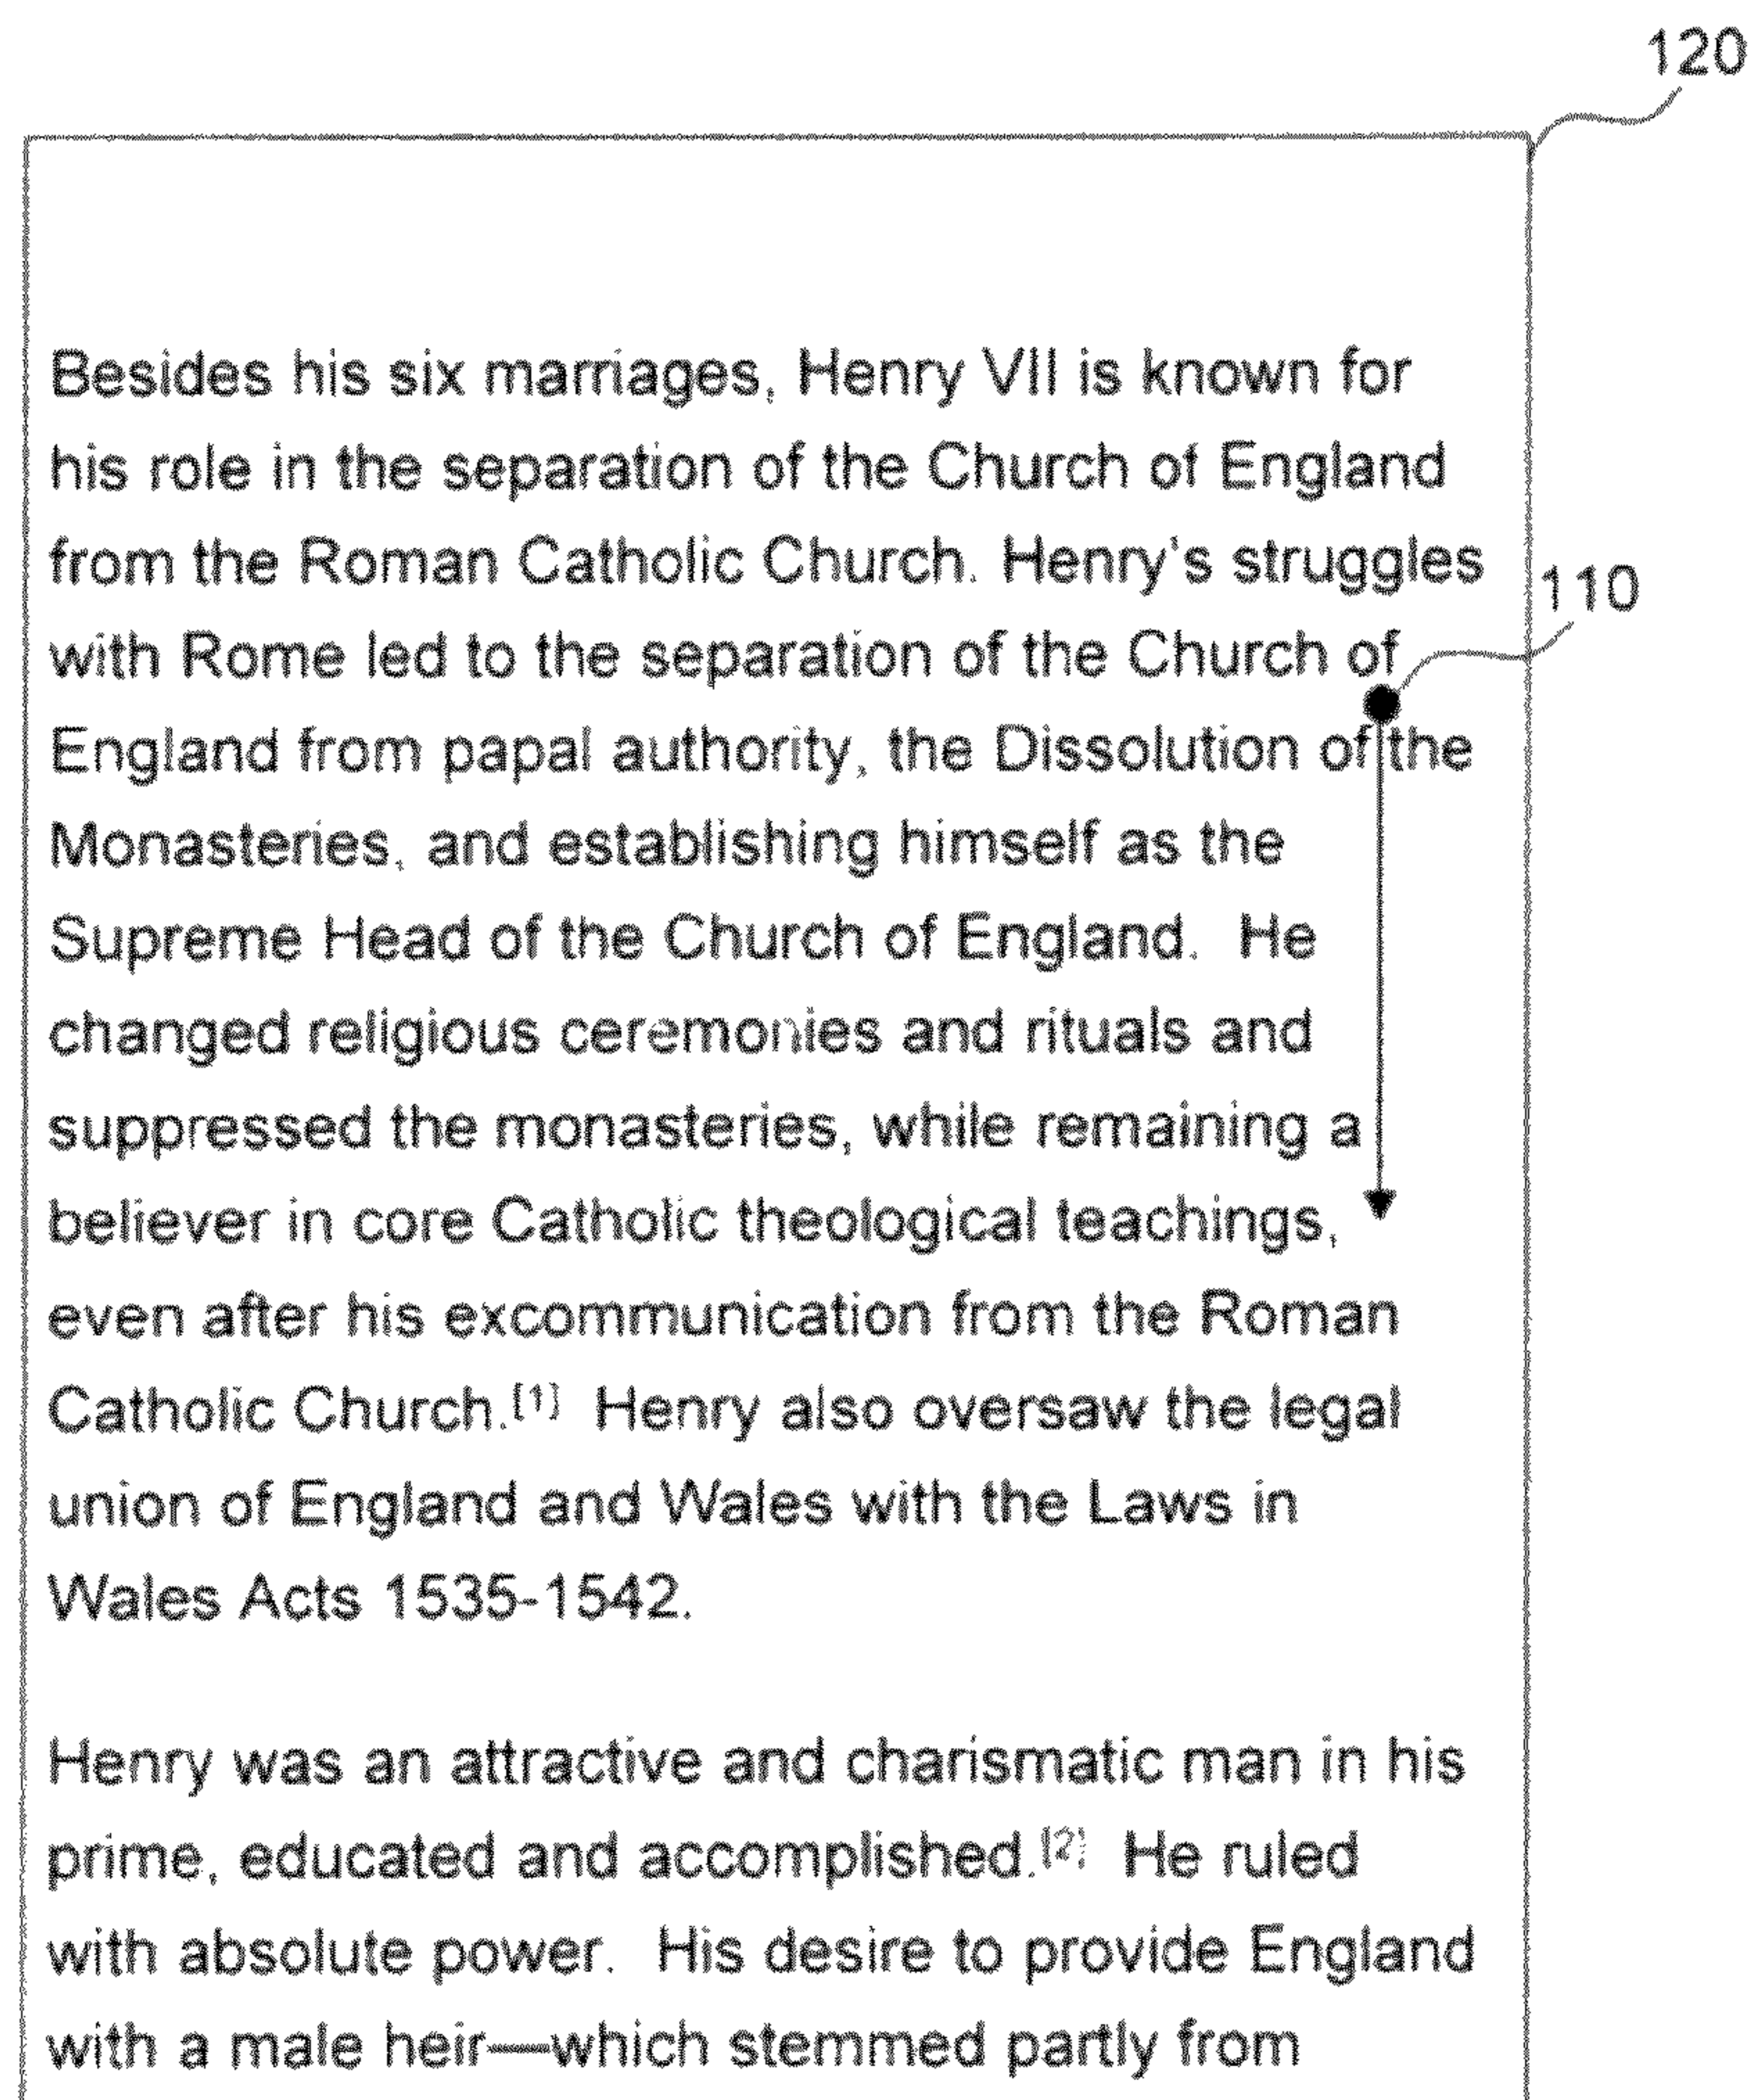 120
Besides his six marriages, Henry VII is known for
his role in the separation of the Church of England
from the Roman Catholic Church. Henry's struggles
110
with Rome led to the separation of the Church of
England from papal authority, the Dissolution of the
Monasteries, and establishing himself as the
Supreme Head of the Church of England. He
changed religious ceremonies and rituals and
suppressed the monasteries, while remaining a
believer in core Catholic theological teachings,
even after his excommunication from the Roman
Catholic Church.[1] Henry also oversaw the legal
union of England and Wales with the Laws in
Wales Acts 1535-1542.
Henry was an attractive and charismatic man in his
prime, educated and accomplished.[2] He ruled
with absolute power. His desire to provide England
with a male heir—which stemmed partly from